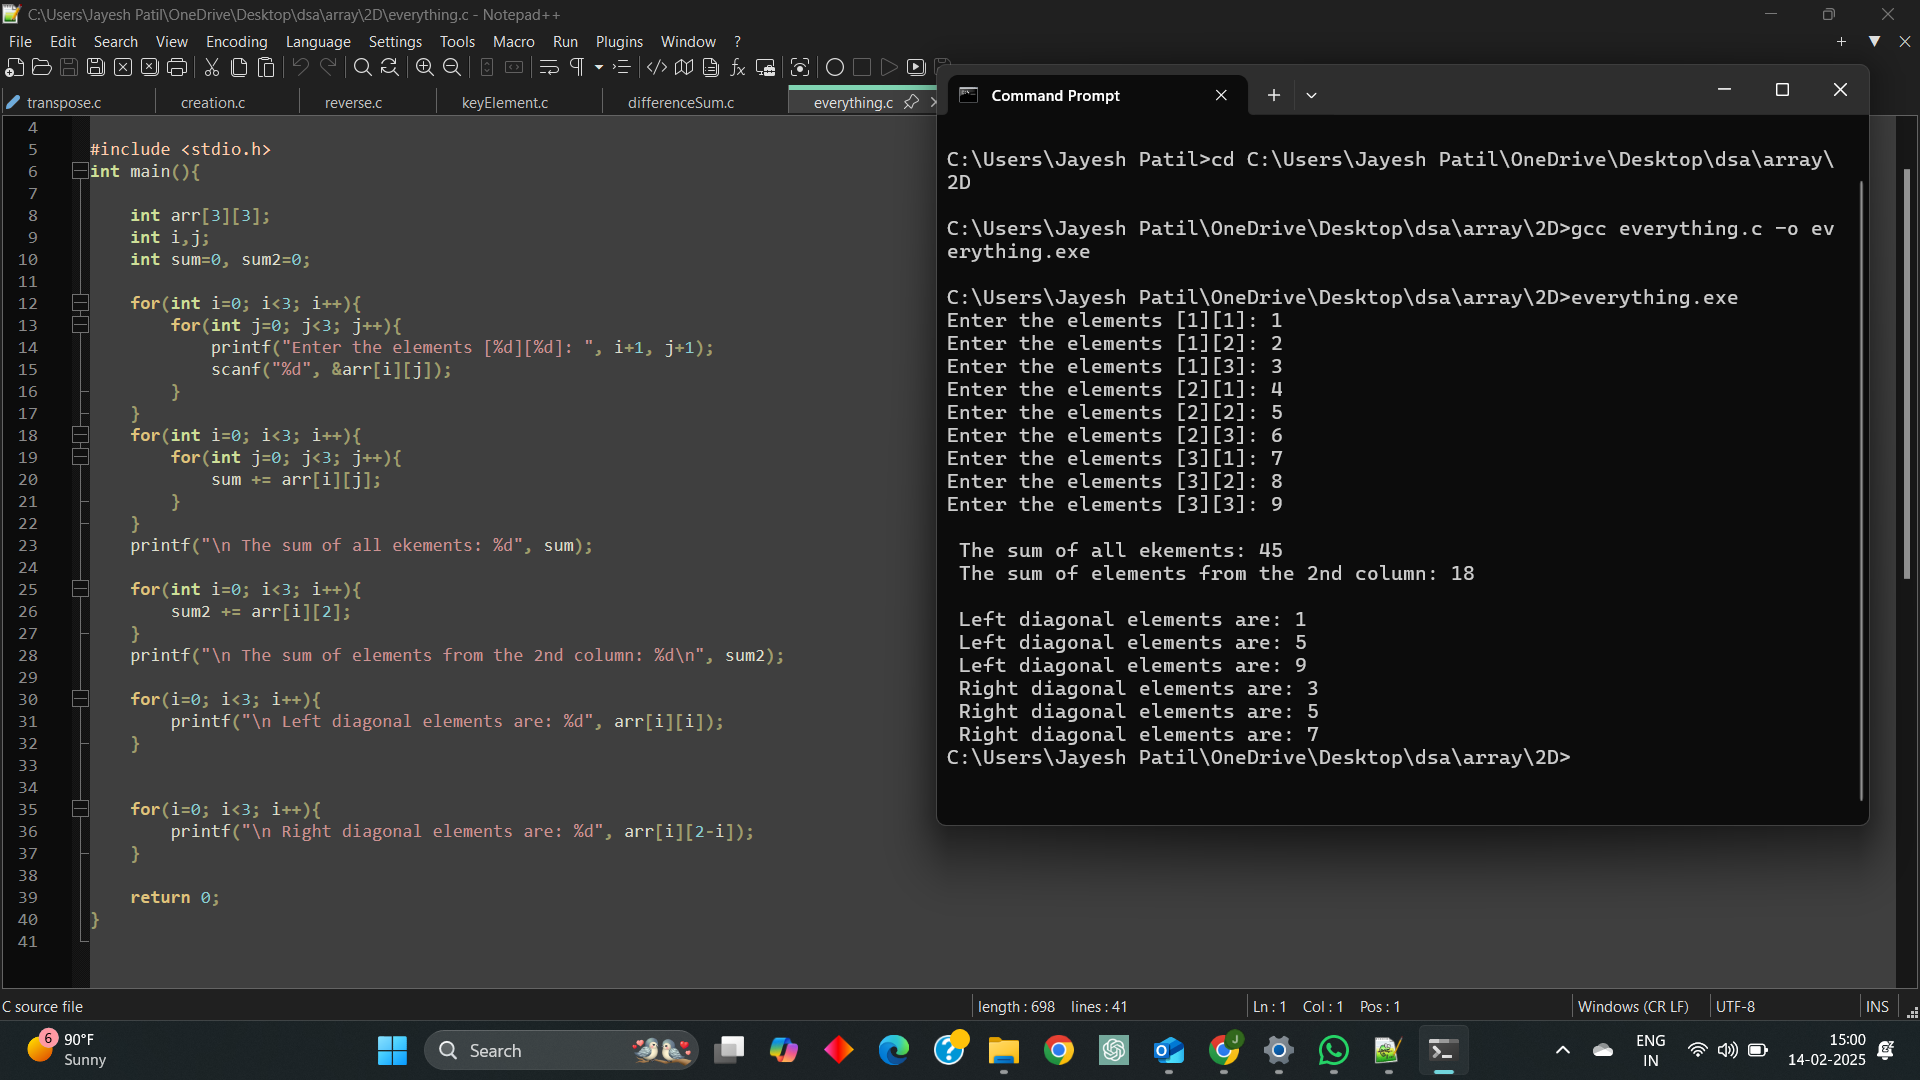 C:\Users\Jayesh Patil\OneDrive\Desktop\dsa\array\2D\everything.c - Notepad++
File Edit Search View Encoding Language Settings Tools Macro Run Plugins Window ?
transpose.c creation.c reverse.c keyElement.c differenceSum.c everything.c
4
5 #include <stdio.h>
6 int main(){
7
8 int arr[3][3];
9 int i,j;
10 int sum=0, sum2=0;
11
12 for(int i=0; i<3; i++){
13 for(int j=0; j<3; j++){
14 printf("Enter the elements [%d][%d]: ", i+1, j+1);
15 scanf("%d", &arr[i][j]);
16 }
17 }
18 for(int i=0; i<3; i++){
19 for(int j=0; j<3; j++){
20 sum += arr[i][j];
21 }
22 }
23 printf("\n The sum of all ekements: %d", sum);
24
25 for(int i=0; i<3; i++){
26 sum2 += arr[i][2];
27 }
28 printf("\n The sum of elements from the 2nd column: %d\n", sum2);
29
30 for(i=0; i<3; i++){
31 printf("\n Left diagonal elements are: %d", arr[i][i]);
32 }
33
34
35 for(i=0; i<3; i++){
36 printf("\n Right diagonal elements are: %d", arr[i][2-i]);
37 }
38
39 return 0;
40 }
41
Command Prompt
C:\Users\Jayesh Patil>cd C:\Users\Jayesh Patil\OneDrive\Desktop\dsa\array\
2D
C:\Users\Jayesh Patil\OneDrive\Desktop\dsa\array\2D>gcc everything.c -o ev
erything.exe
C:\Users\Jayesh Patil\OneDrive\Desktop\dsa\array\2D>everything.exe
Enter the elements [1][1]: 1
Enter the elements [1][2]: 2
Enter the elements [1][3]: 3
Enter the elements [2][1]: 4
Enter the elements [2][2]: 5
Enter the elements [2][3]: 6
Enter the elements [3][1]: 7
Enter the elements [3][2]: 8
Enter the elements [3][3]: 9
The sum of all ekements: 45
The sum of elements from the 2nd column: 18
Left diagonal elements are: 1
Left diagonal elements are: 5
Left diagonal elements are: 9
Right diagonal elements are: 3
Right diagonal elements are: 5
Right diagonal elements are: 7
C:\Users\Jayesh Patil\OneDrive\Desktop\dsa\array\2D>
C source file length : 698 lines : 41 Ln : 1 Col : 1 Pos : 1 Windows (CR LF) UTF-8 INS
6 90°F
Sunny
Search
J
ENG
IN
15:00
14-02-2025